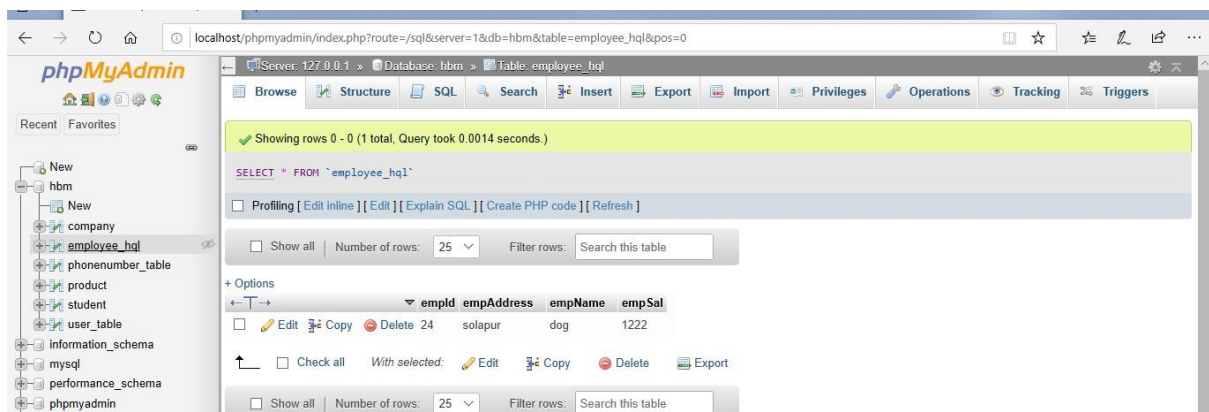 localhost/phpmyadmin/index.php?route=/sql&server=1&db=hbm&table=employee_hql&pos=0
phpMyAdmin
Recent Favorites
New
hbm
New
company
employee_hql
phonenumber_table
product
student
user_table
information_schema
mysql
performance_schema
phpmyadmin
Server: 127.0.0.1 » Database: hbm » Table: employee_hql
Browse Structure SQL Search Insert Export Import Privileges Operations Tracking Triggers
Showing rows 0 - 0 (1 total, Query took 0.0014 seconds.)
SELECT * FROM `employee_hql`
Profiling [ Edit inline ] [ Edit ] [ Explain SQL ] [ Create PHP code ] [ Refresh ]
Show all | Number of rows: 25 Filter rows: Search this table
+ Options
←T→ empId empAddress empName empSal
Edit Copy Delete 24 solapur dog 1222
Check all With selected: Edit Copy Delete Export
Show all | Number of rows: 25 Filter rows: Search this table